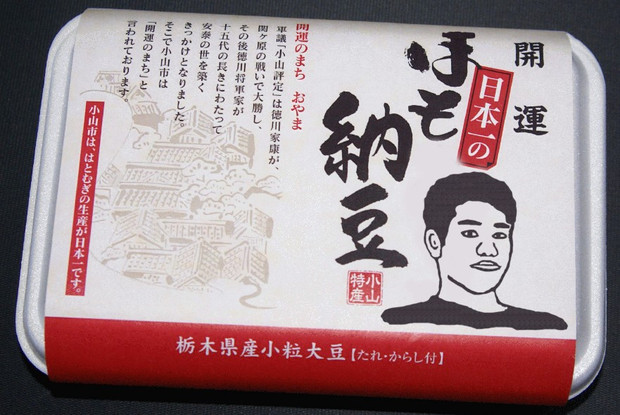 開運
日本一の
ほも
納豆
小山
特産
開運のまち おやま
軍議「小山評定」は徳川家康が、
関ヶ原の戦いで大勝し、
その後徳川将軍家が
十五代の長きにわたって
安泰の世を築く
きっかけとなりました。
そこで小山市は
「開運のまち」と
言われております。
小山市は、はとむぎの生産が日本一です。
栃木県産小粒大豆【たれ・からし付】